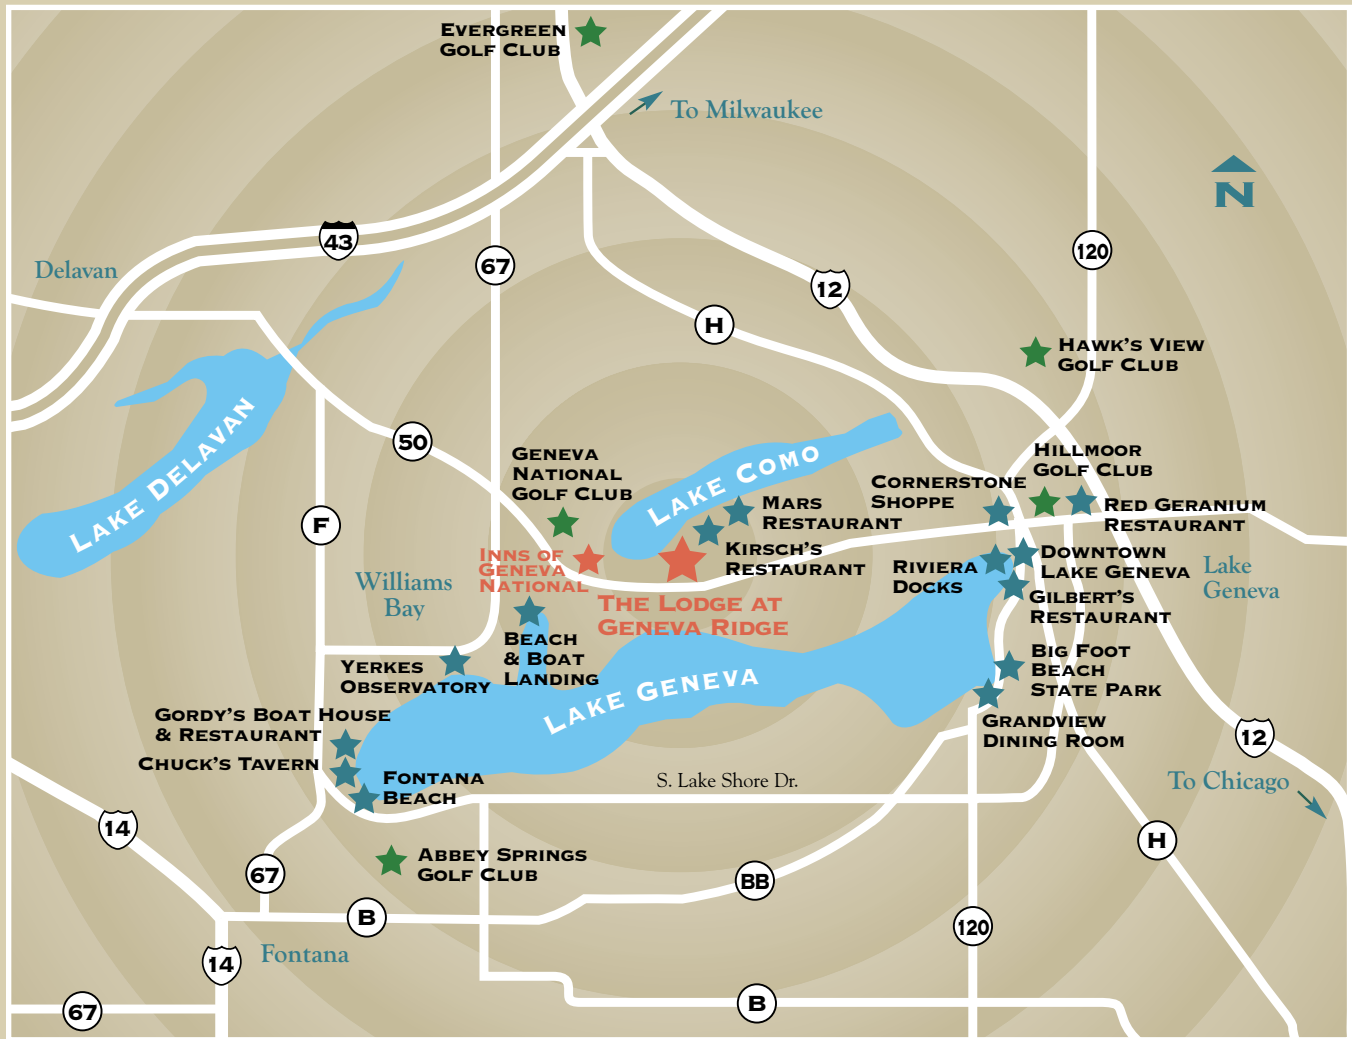 EVERGREEN
GOLF CLUB
To Milwaukee
N
43
Delavan
67
120
12
H
HAWK'S VIEW
GOLF CLUB
50
LAKE DELAVAN
GENEVA
NATIONAL
GOLF CLUB
LAKE COMO
HILLMOOR
GOLF CLUB
CORNERSTONE
SHOPPE
MARS
RESTAURANT
RED GERANIUM
RESTAURANT
F
INNS OF
GENEVA
NATIONAL
KIRSCH'S
RESTAURANT
RIVIERA
DOCKS
DOWNTOWN
LAKE GENEVA
Lake
Geneva
Williams
Bay
THE LODGE AT
GENEVA RIDGE
GILBERT'S
RESTAURANT
BEACH
& BOAT
LANDING
YERKES
OBSERVATORY
LAKE GENEVA
BIG FOOT
BEACH
STATE PARK
GORDY'S BOAT HOUSE
& RESTAURANT
GRANDVIEW
DINING ROOM
12
CHUCK'S TAVERN
FONTANA
BEACH
S. Lake Shore Dr.
To Chicago
14
H
ABBEY SPRINGS
GOLF CLUB
67
BB
B
120
Fontana
14
67
B